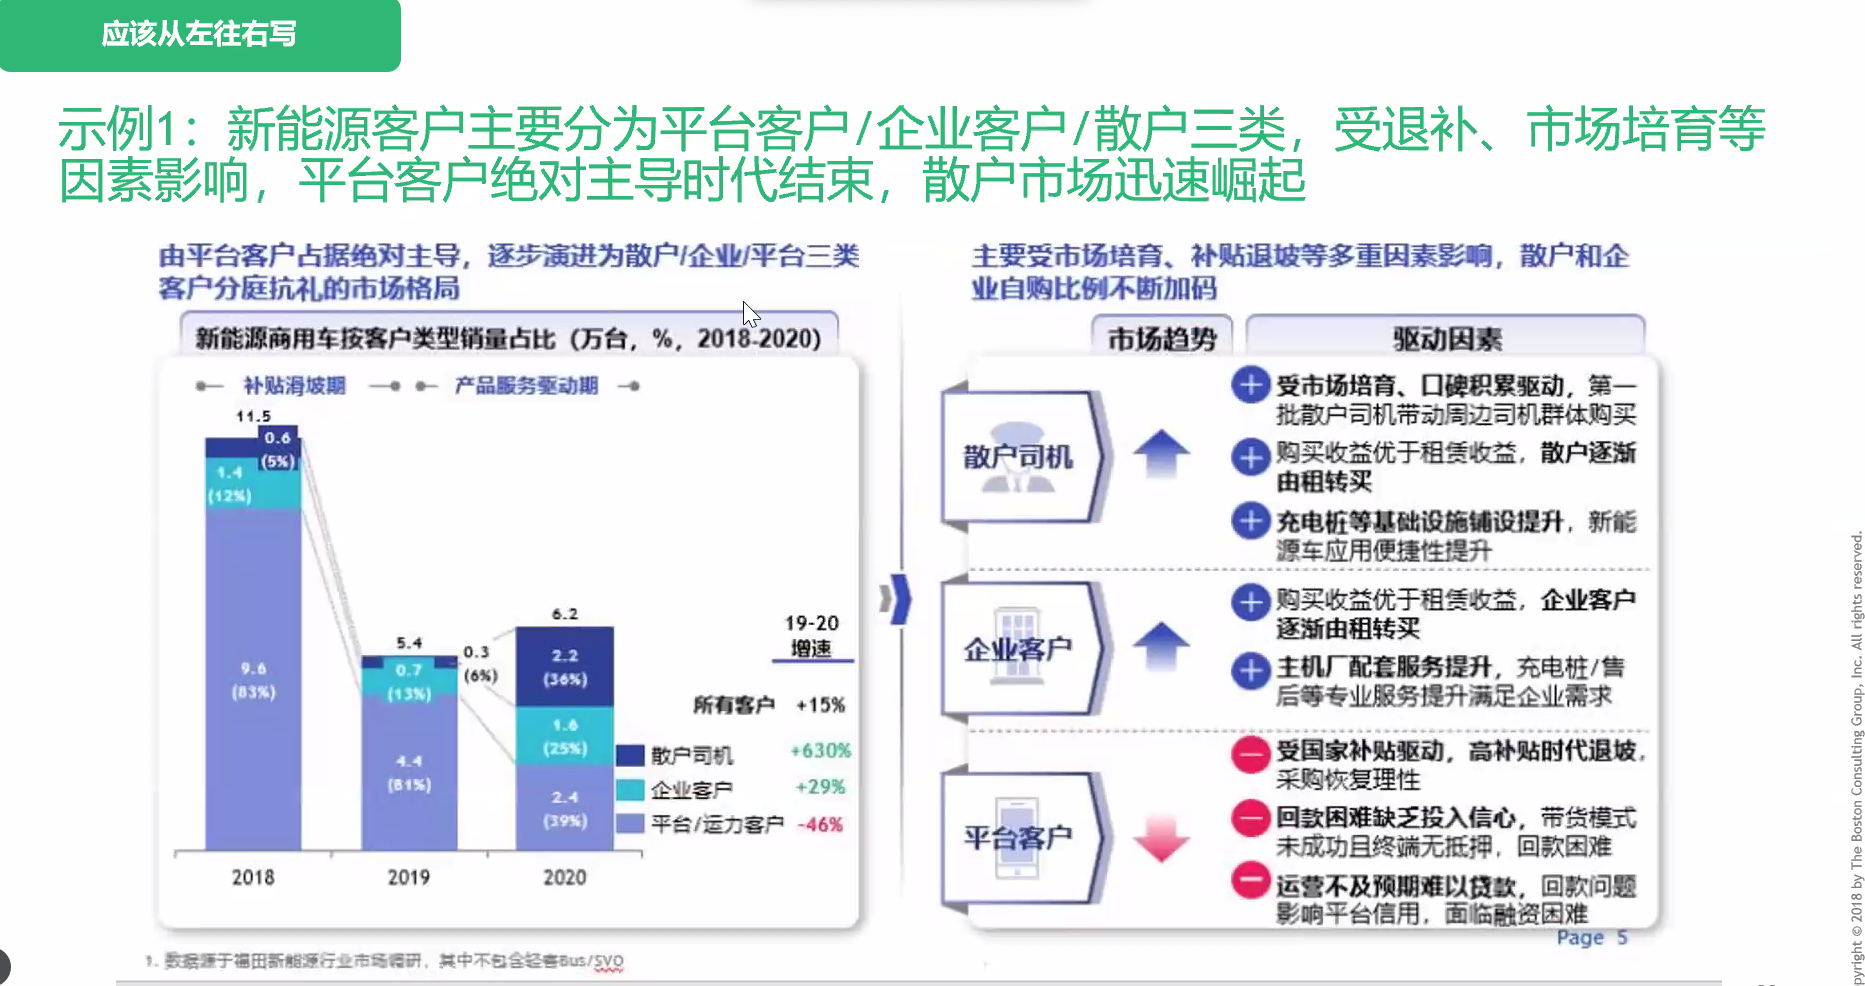 应该从左往右写
示例1：新能源客户主要分为平台客户/企业客户/散户三类，受退补、市场培育等
因素影响，平台客户绝对主导时代结束，散户市场迅速崛起
由平台客户占据绝对主导，逐步演进为散户/企业/平台三类
客户分庭抗礼的市场格局
新能源商用车按客户类型销量占比（万台，%，2018-2020）
补贴滑坡期
产品服务驱动期
11.5
0.6
(5%)
1.4
(12%)
9.6
(83%)
5.4
0.7
(13%)
0.3
(6%)
4.4
(81%)
6.2
2.2
(36%)
1.6
(25%)
2.4
(39%)
2018
2019
2020
19-20
增速
所有客户 +15%
散户司机 +630%
企业客户 +29%
平台/运力客户 -46%
主要受市场培育、补贴退坡等多重因素影响，散户和企
业自购比例不断加码
市场趋势
驱动因素
散户司机
受市场培育、口碑积累驱动，第一
批散户司机带动周边司机群体购买
购买收益优于租赁收益，散户逐渐
由租转买
充电桩等基础设施铺设提升，新能
源车应用便捷性提升
企业客户
购买收益优于租赁收益，企业客户
逐渐由租转买
主机厂配套服务提升，充电桩/售
后等专业服务提升满足企业需求
平台客户
受国家补贴驱动，高补贴时代退坡，
采购恢复理性
回款困难缺乏投入信心，带货模式
未成功且终端无抵押，回款困难
运营不及预期难以贷款，回款问题
影响平台信用，面临融资困难
Page 5
1. 数据源于福田新能源行业市场调研，其中不包含轻客Bus/SVO
pyright © 2018 by The Boston Consulting Group, Inc. All rights reserved.